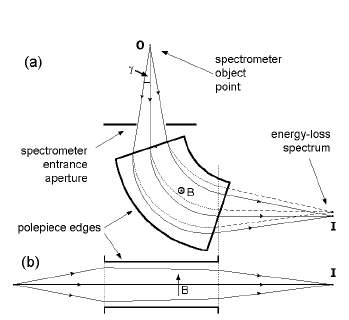 O
(a)
γ
spectrometer
object
point
spectrometer
entrance
aperture
energy-loss
spectrum
B
I
polepiece edges
(b)
I
B